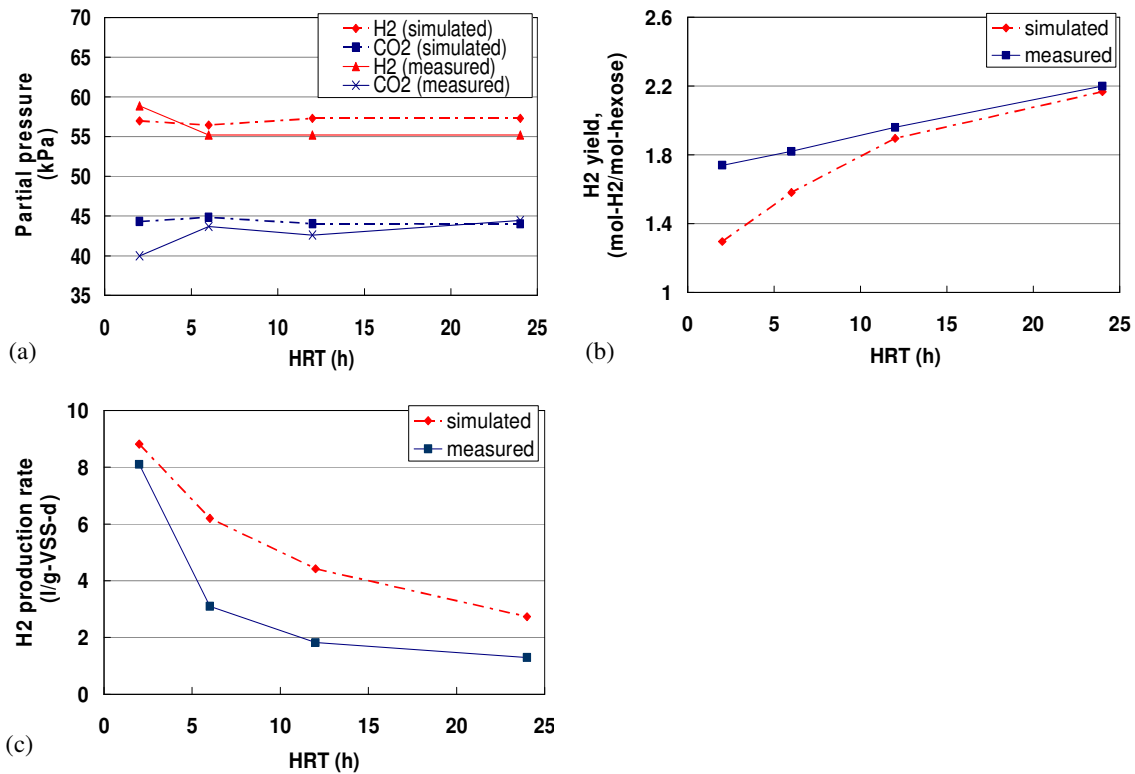 70
65
60
55
50
45
40
35
Partial pressure
(kPa)
H2 (simulated)
CO2 (simulated)
H2 (measured)
CO2 (measured)
0 5 10 15 20 25
HRT (h)
(a)
2.6
2.2
1.8
1.4
1
H2 yield,
(mol-H2/mol-hexose)
simulated
measured
0 5 10 15 20 25
HRT (h)
(b)
10
8
6
4
2
0
H2 production rate
(l/g-VSS-d)
simulated
measured
0 5 10 15 20 25
HRT (h)
(c)